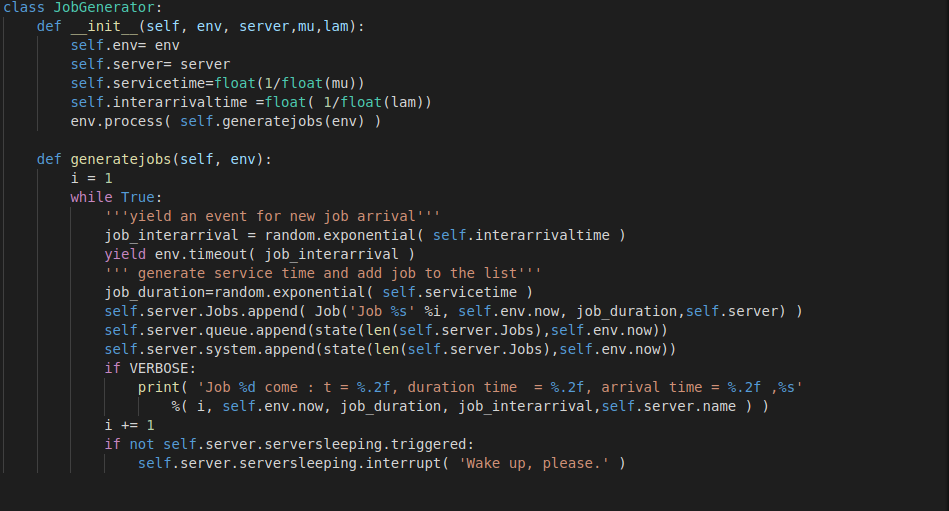 class JobGenerator:
    def __init__(self, env, server,mu,lam):
        self.env= env
        self.server= server
        self.servicetime=float(1/float(mu))
        self.interarrivaltime =float( 1/float(lam))
        env.process( self.generatejobs(env) )

    def generatejobs(self, env):
        i = 1
        while True:
            '''yield an event for new job arrival'''
            job_interarrival = random.exponential( self.interarrivaltime )
            yield env.timeout( job_interarrival )
            ''' generate service time and add job to the list'''
            job_duration=random.exponential( self.servicetime )
            self.server.Jobs.append( Job('Job %s' %i, self.env.now, job_duration,self.server) )
            self.server.queue.append(state(len(self.server.Jobs),self.env.now))
            self.server.system.append(state(len(self.server.Jobs),self.env.now))
            if VERBOSE:
                print( 'Job %d come : t = %.2f, duration time  = %.2f, arrival time = %.2f ,%s'
                    %( i, self.env.now, job_duration, job_interarrival,self.server.name ) )
            i += 1
            if not self.server.serversleeping.triggered:
                self.server.serversleeping.interrupt( 'Wake up, please.' )